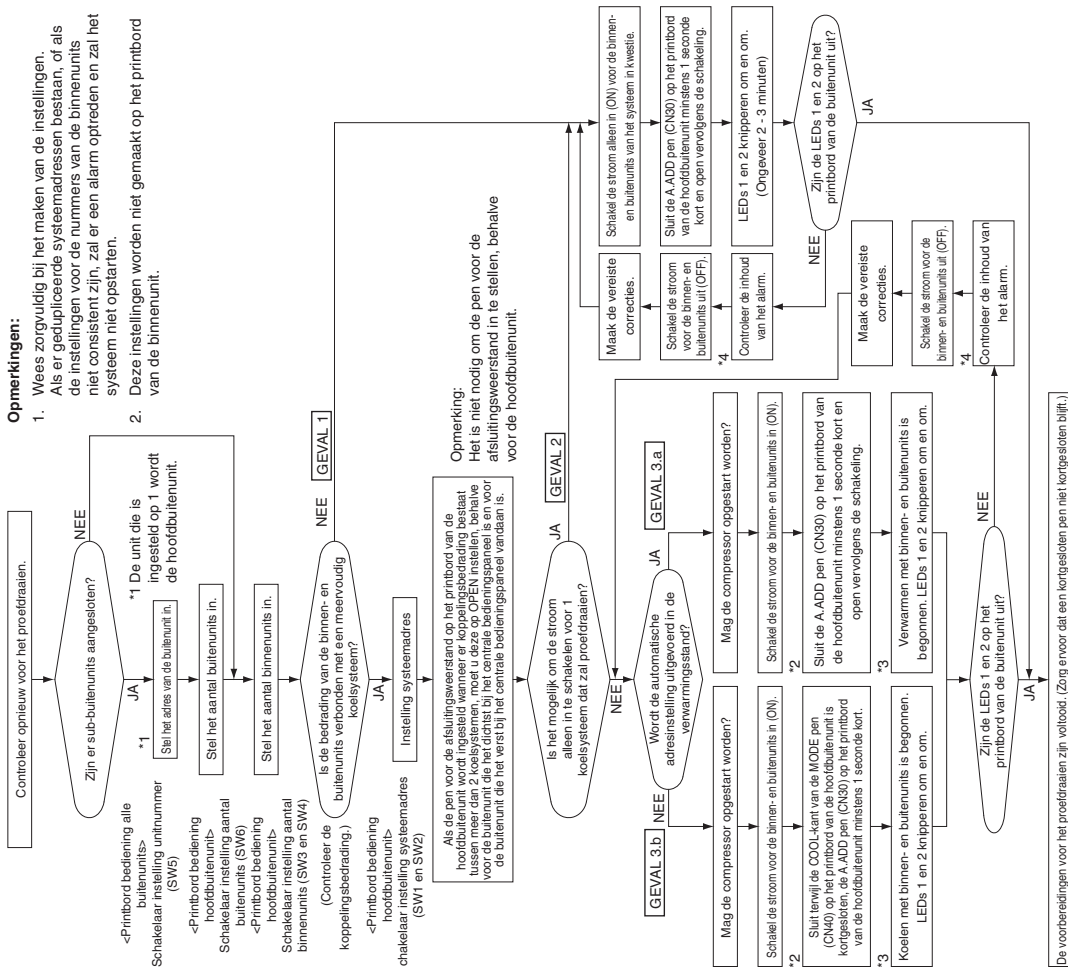 Opmerkingen:
1. Wees zorgvuldig bij het maken van de instellingen.
Als er gedupliceerde systeemadressen bestaan, of als
de instellingen voor de nummers van de binnenunits
niet consistent zijn, zal er een alarm optreden en zal het
systeem niet opstarten.
2. Deze instellingen worden niet gemaakt op het printbord
van de binnenunit.
Controleer opnieuw voor het proefdraaien.
Zijn er sub-buitenunits aangesloten?
NEE
JA
*1 De unit die is
ingesteld op 1 wordt
de hoofdbuitenunit.
<Printbord bediening alle
buitenunits>
Schakelaar instelling unitnummer
(SW5)
*1
Stel het adres van de buitenunit in.
<Printbord bediening
hoofdbuitenunit>
Schakelaar instelling aantal
buitenunits (SW6)
Stel het aantal buitenunits in.
<Printbord bediening
hoofdbuitenunit>
Schakelaar instelling aantal
binnenunits (SW3 en SW4)
Stel het aantal binnenunits in.
(Controleer de
koppelingsbedrading.)
Is de bedrading van de binnen- en
buitenunits verbonden met een meervoudig
koelsysteem?
NEE
GEVAL 1
JA
<Printbord bediening
hoofdbuitenunit>
chakelaar instelling systeemadres
(SW1 en SW2)
Instelling systeemadres
Als de pen voor de afsluitingsweerstand op het printbord van de
hoofdbuitenunit wordt ingesteld wanneer er koppelingsbedrading bestaat
tussen meer dan 2 koelsystemen, moet u deze op OPEN instellen, behalve
voor de buitenunit die het dichtst bij het centrale bedieningspaneel is en voor
de buitenunit die het verst bij het centrale bedieningspaneel vandaan is.
Opmerking:
Het is niet nodig om de pen voor de
afsluitingsweerstand in te stellen, behalve
voor de hoofdbuitenunit.
Is het mogelijk om de stroom
alleen in te schakelen voor 1
koelsysteem dat zal proefdraaien?
JA
GEVAL 2
NEE
Wordt de automatische
adresinstelling uitgevoerd in de
verwarmingsstand?
GEVAL 3.b
NEE
JA
GEVAL 3.a
Mag de compressor opgestart worden?
Schakel de stroom voor de binnen- en buitenunits in (ON).
*2
Sluit terwijl de COOL-kant van de MODE pen
(CN40) op het printbord van de hoofdbuitenunit is
kortgesloten, de A.ADD pen (CN30) op het printbord
van de hoofdbuitenunit minstens 1 seconde kort.
*3
Koelen met binnen- en buitenunits is begonnen.
LEDs 1 en 2 knipperen om en om.
Mag de compressor opgestart worden?
Schakel de stroom voor de binnen- en buitenunits in (ON).
*2
Sluit de A.ADD pen (CN30) op het printbord van
de hoofdbuitenunit minstens 1 seconde kort en
open vervolgens de schakeling.
*3
Verwarmen met binnen- en buitenunits is
begonnen. LEDs 1 en 2 knipperen om en om.
Zijn de LEDs 1 en 2 op het
printbord van de buitenunit uit?
NEE
JA
*4
Controleer de inhoud van
het alarm.
Schakel de stroom voor de
binnen- en buitenunits uit (OFF).
Maak de vereiste
correcties.
Schakel de stroom alleen in (ON) voor de binnen-
en buitenunits van het systeem in kwestie.
Sluit de A.ADD pen (CN30) op het printbord
van de hoofdbuitenunit minstens 1 seconde
kort en open vervolgens de schakeling.
LEDs 1 en 2 knipperen om en om.
(Ongeveer 2 - 3 minuten)
Zijn de LEDs 1 en 2 op het
printbord van de buitenunit uit?
NEE
JA
*4
Controleer de inhoud
van het alarm.
Schakel de stroom
voor de binnen- en
buitenunits uit (OFF).
Maak de vereiste
correcties.
De voorbereidingen voor het proefdraaien zijn voltooid. (Zorg ervoor dat een kortgesloten pen niet kortgesloten blijft.)